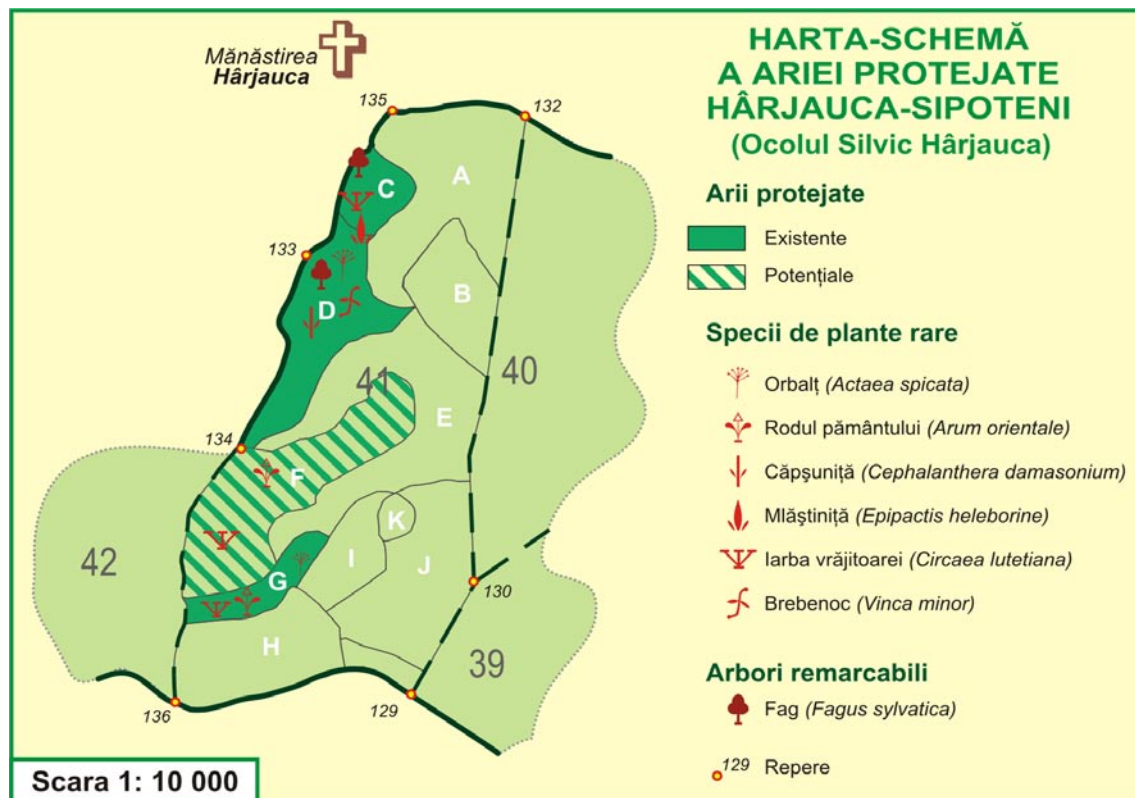 Mănăstirea
Hârjauca
HARTA-SCHEMĂ
A ARIEI PROTEJATE
HÂRJAUCA-SIPOTENI
(Ocolul Silvic Hârjauca)
Arii protejate
Existente
Potențiale
Specii de plante rare
Orbalț (Actaea spicata)
Rodul pământului (Arum orientale)
Căpşuniță (Cephalanthera damasonium)
Mlăştiniță (Epipactis heleborine)
Iarba vrăjitoarei (Circaea lutetiana)
Brebenoc (Vinca minor)
Arbori remarcabili
Fag (Fagus sylvatica)
129 Repere
135
132
A
C
133
B
D
40
41
E
134
F
K
42
G
I
J
130
H
39
136
129
Scara 1: 10 000